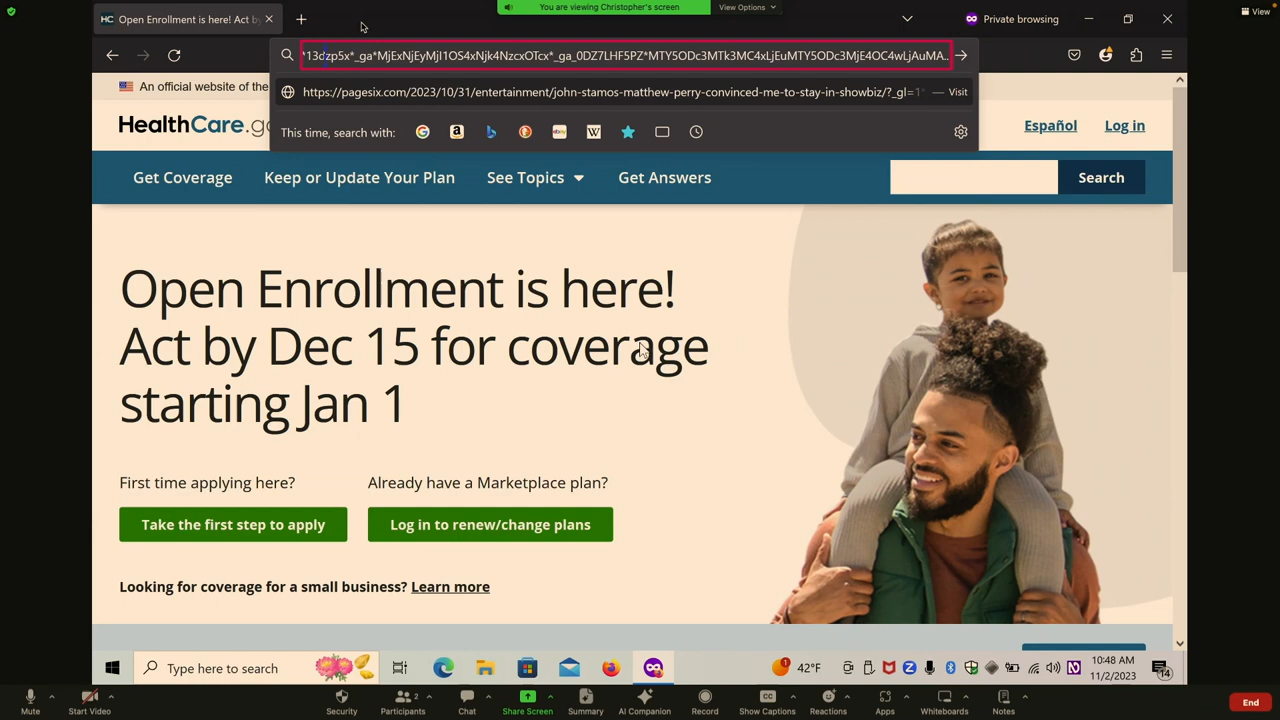 You are viewing Christopher's screen
View Options
View
Open Enrollment is here! Act by
Private browsing
*13dzp5x*_ga*MjExNjEyMjI1OS4xNjk4NzcxOTcx*_ga_0DZ7LHF5PZ*MTY5ODc3MTk3MC4xLjEuMTY5ODc3MjE4OC4wLjAuMA..
https://pagesix.com/2023/10/31/entertainment/john-stamos-matthew-perry-convinced-me-to-stay-in-showbiz/?_gl=1* — Visit
An official website of the
This time, search with:
HealthCare.go
Español
Log in
Get Coverage
Keep or Update Your Plan
See Topics
Get Answers
Search
Open Enrollment is here!
Act by Dec 15 for coverage
starting Jan 1
First time applying here?
Already have a Marketplace plan?
Take the first step to apply
Log in to renew/change plans
Looking for coverage for a small business? Learn more
Type here to search
42°F
10:48 AM
11/2/2023
14
Mute
Start Video
Security
Participants
2
Chat
Share Screen
Summary
AI Companion
Record
Show Captions
Reactions
Apps
Whiteboards
Notes
End